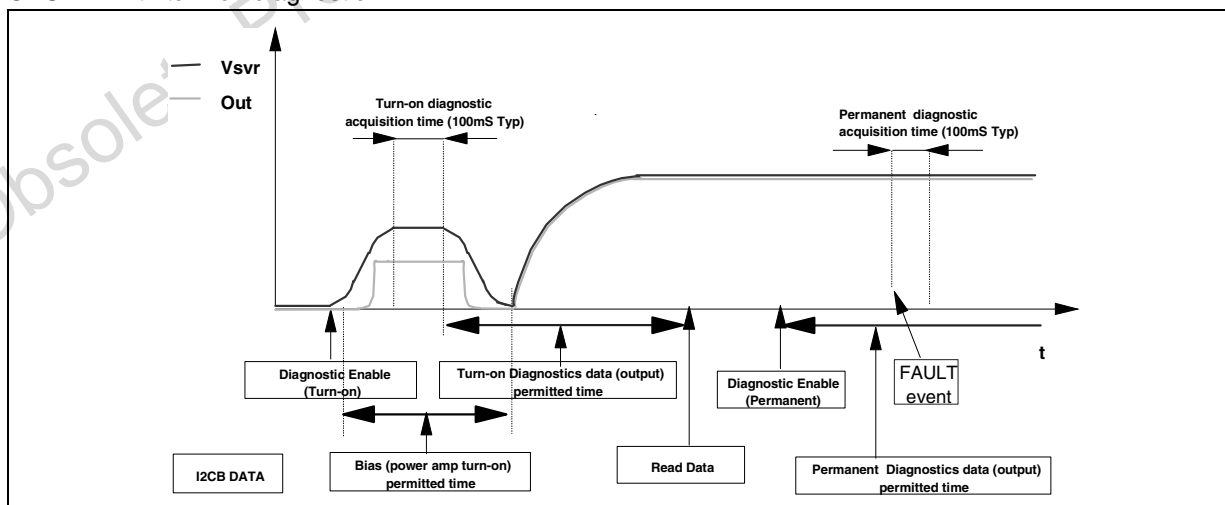 Vsvr
Out
Turn-on diagnostic
acquisition time (100mS Typ)
Permanent diagnostic
acquisition time (100mS Typ)
t
Diagnostic Enable
(Turn-on)
Turn-on Diagnostics data (output)
permitted time
Diagnostic Enable
(Permanent)
FAULT
event
I2CB DATA
Bias (power amp turn-on)
permitted time
Read Data
Permanent Diagnostics data (output)
permitted time